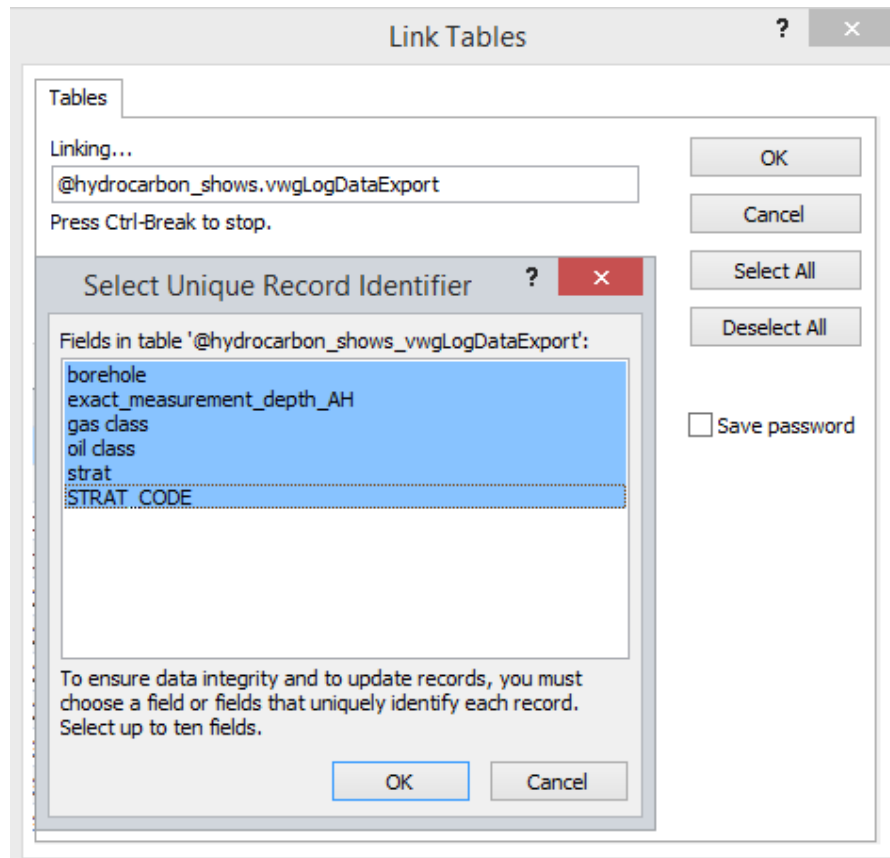 Link Tables
?
×
Tables
Linking...
@hydrocarbon_shows.vwgLogDataExport
Press Ctrl-Break to stop.
OK
Cancel
Select All
Deselect All
Save password
Select Unique Record Identifier
?
×
Fields in table '@hydrocarbon_shows_vwgLogDataExport':
borehole
exact_measurement_depth_AH
gas class
oil class
strat
STRAT_CODE
To ensure data integrity and to update records, you must
choose a field or fields that uniquely identify each record.
Select up to ten fields.
OK
Cancel